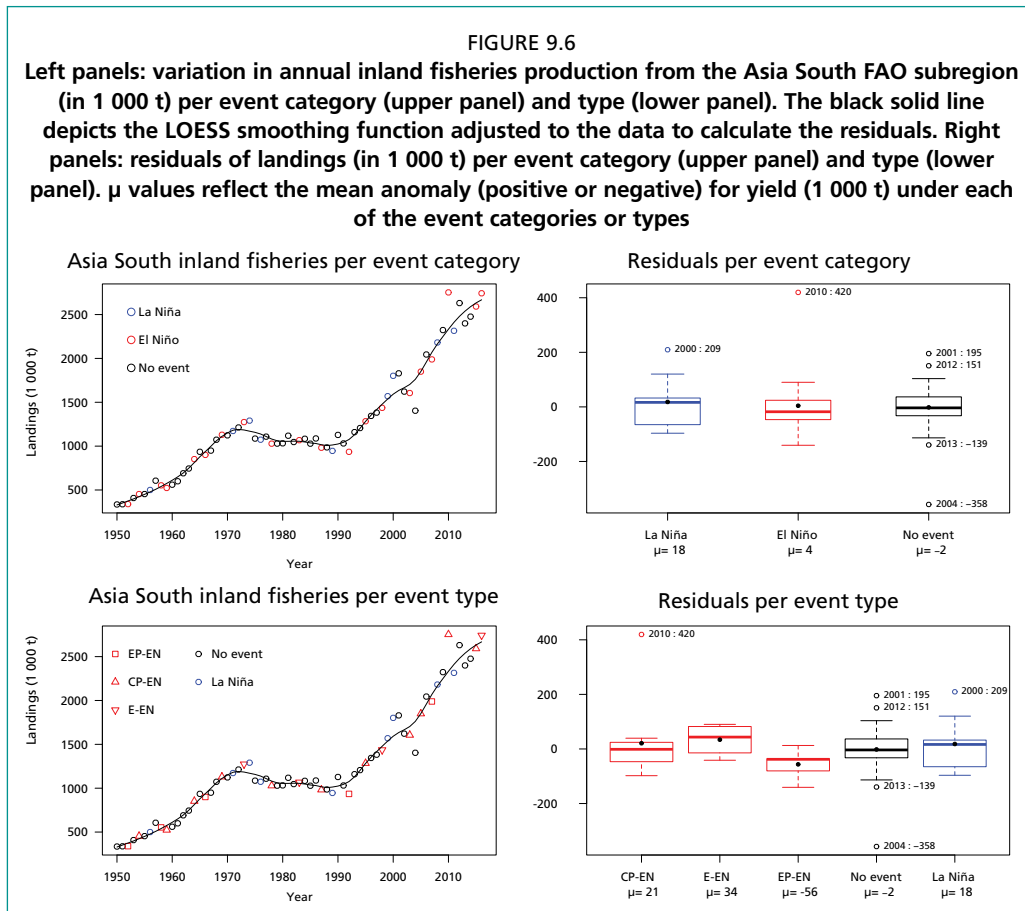 FIGURE 9.6
Left panels: variation in annual inland fisheries production from the Asia South FAO subregion
(in 1 000 t) per event category (upper panel) and type (lower panel). The black solid line
depicts the LOESS smoothing function adjusted to the data to calculate the residuals. Right
panels: residuals of landings (in 1 000 t) per event category (upper panel) and type (lower
panel). μ values reflect the mean anomaly (positive or negative) for yield (1 000 t) under each
of the event categories or types
Asia South inland fisheries per event category
Landings (1 000 t)
2500
2000
1500
1000
500
La Niña
El Niño
No event
1950 1960 1970 1980 1990 2000 2010
Year
Residuals per event category
400
200
0
-200
2000 : 209
2010 : 420
2001 : 195
2012 : 151
2013 : −139
2004 : −358
La Niña El Niño No event
μ= 18 μ= 4 μ= −2
Asia South inland fisheries per event type
Landings (1 000 t)
2500
2000
1500
1000
500
EP-EN No event
CP-EN La Niña
E-EN
1950 1960 1970 1980 1990 2000 2010
Year
Residuals per event type
400
200
0
-200
2010 : 420
2001 : 195
2012 : 151
2013 : −139
2004 : −358
2000 : 209
CP-EN E-EN EP-EN No event La Niña
μ= 21 μ= 34 μ= -56 μ= −2 μ= 18